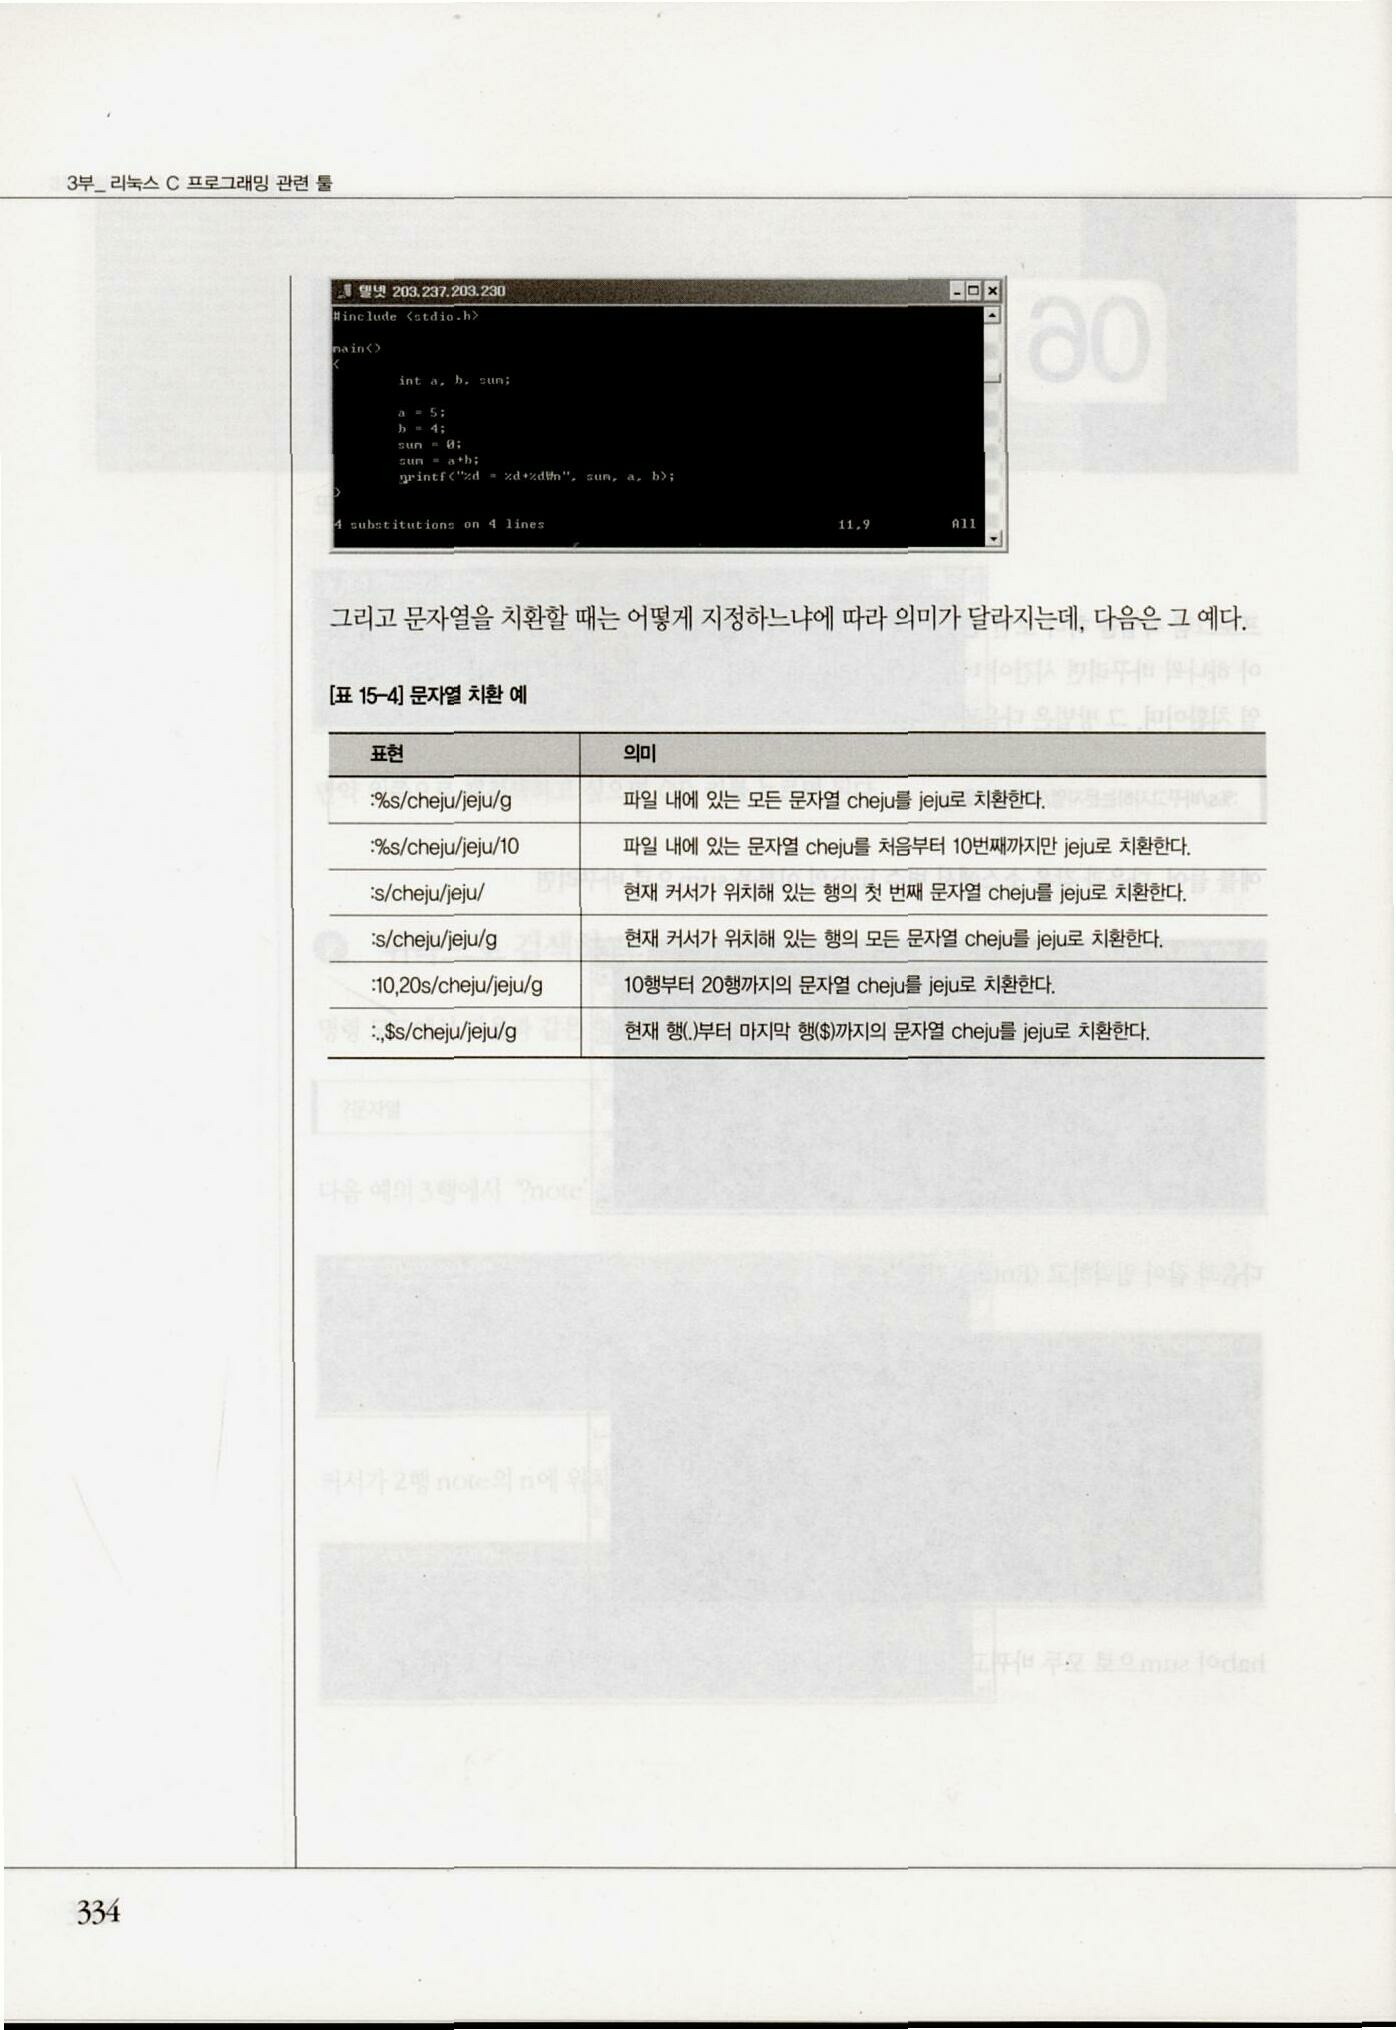 3부_ 리눅스 C 프로그래밍 관련 툴
텔넷 203.237.203.230
#include <stdio.h>
main()
{
int a, b, sum;
a = 5;
b = 4;
sum = 0;
sum = a+b;
printf("%d = %d+%d₩n", sum, a, b);
}
4 substitutions on 4 lines 11,9 All
그리고 문자열을 치환할 때는 어떻게 지정하느냐에 따라 의미가 달라지는데, 다음은 그 예다.
[표 15-4] 문자열 치환 예
표현 의미
:%s/cheju/jeju/g 파일 내에 있는 모든 문자열 cheju를 jeju로 치환한다.
:%s/cheju/jeju/10 파일 내에 있는 문자열 cheju를 처음부터 10번째까지만 jeju로 치환한다.
:s/cheju/jeju/ 현재 커서가 위치해 있는 행의 첫 번째 문자열 cheju를 jeju로 치환한다.
:s/cheju/jeju/g 현재 커서가 위치해 있는 행의 모든 문자열 cheju를 jeju로 치환한다.
:10,20s/cheju/jeju/g 10행부터 20행까지의 문자열 cheju를 jeju로 치환한다.
:.,$s/cheju/jeju/g 현재 행(.)부터 마지막 행($)까지의 문자열 cheju를 jeju로 치환한다.
334